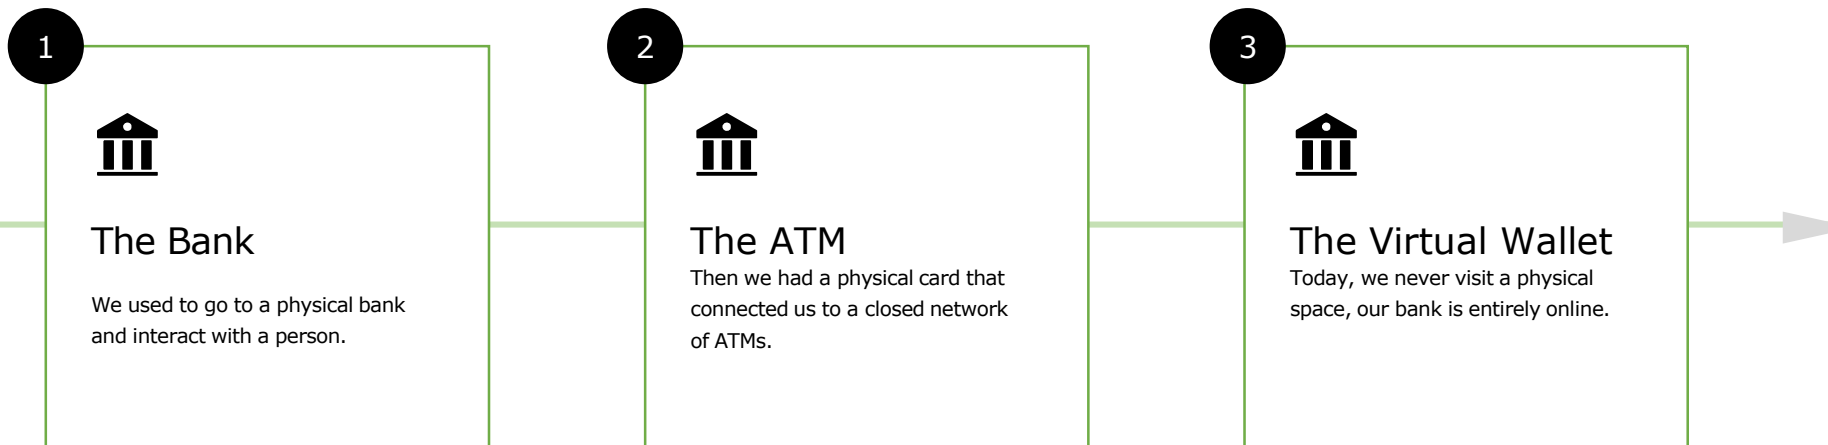 1
The Bank
We used to go to a physical bank
and interact with a person.
2
The ATM
Then we had a physical card that
connected us to a closed network
of ATMs.
3
The Virtual Wallet
Today, we never visit a physical
space, our bank is entirely online.